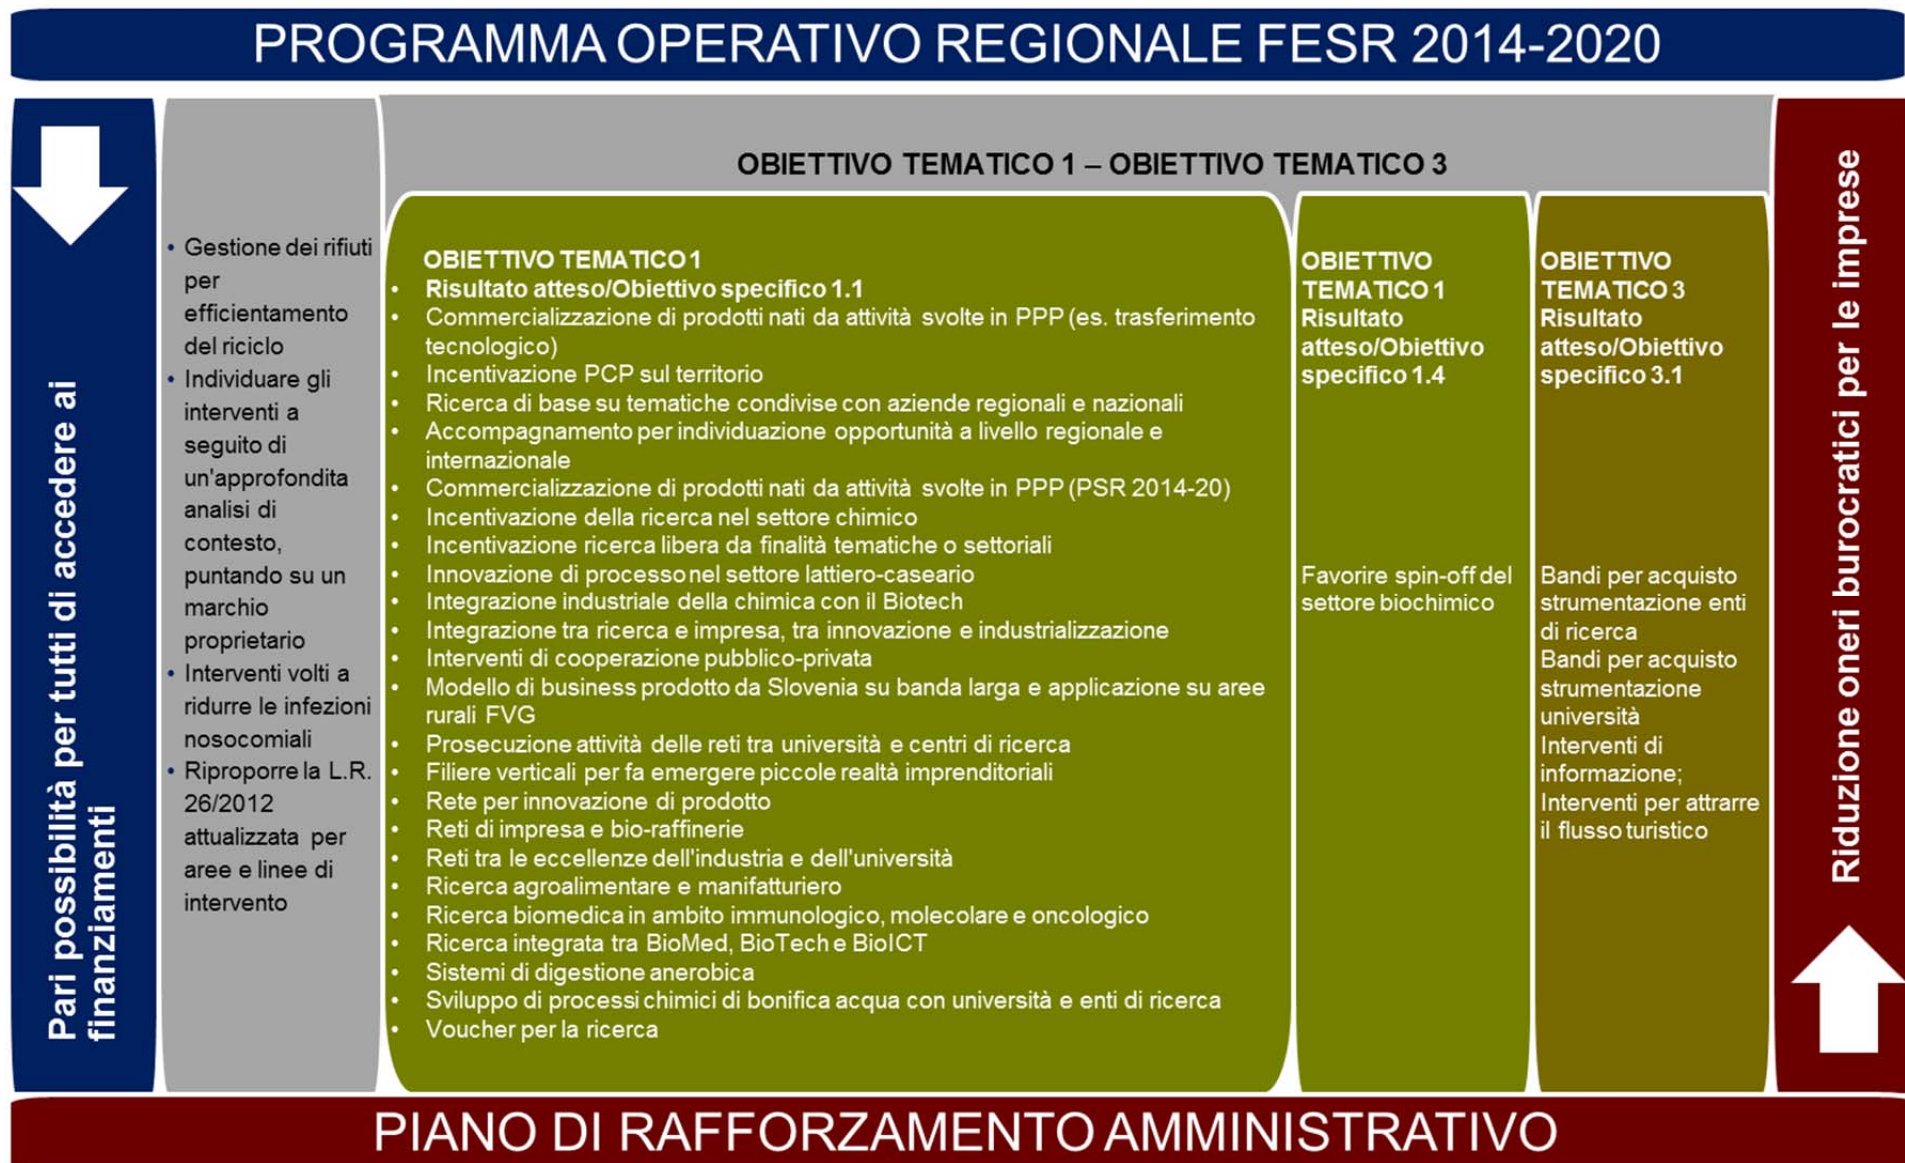 PROGRAMMA OPERATIVO REGIONALE FESR 2014-2020
Pari possibilità per tutti di accedere ai
finanziamenti
• Gestione dei rifiuti
per
efficientamento
del riciclo
• Individuare gli
interventi a
seguito di
un'approfondita
analisi di
contesto,
puntando su un
marchio
proprietario
• Interventi volti a
ridurre le infezioni
nosocomiali
• Riproporre la L.R.
26/2012
attualizzata per
aree e linee di
intervento
OBIETTIVO TEMATICO 1 – OBIETTIVO TEMATICO 3
OBIETTIVO TEMATICO 1
• Risultato atteso/Obiettivo specifico 1.1
• Commercializzazione di prodotti nati da attività svolte in PPP (es. trasferimento
tecnologico)
• Incentivazione PCP sul territorio
• Ricerca di base su tematiche condivise con aziende regionali e nazionali
• Accompagnamento per individuazione opportunità a livello regionale e
internazionale
• Commercializzazione di prodotti nati da attività svolte in PPP (PSR 2014-20)
• Incentivazione della ricerca nel settore chimico
• Incentivazione ricerca libera da finalità tematiche o settoriali
• Innovazione di processo nel settore lattiero-caseario
• Integrazione industriale della chimica con il Biotech
• Integrazione tra ricerca e impresa, tra innovazione e industrializzazione
• Interventi di cooperazione pubblico-privata
• Modello di business prodotto da Slovenia su banda larga e applicazione su aree
rurali FVG
• Prosecuzione attività delle reti tra università e centri di ricerca
• Filiere verticali per fa emergere piccole realtà imprenditoriali
• Rete per innovazione di prodotto
• Reti di impresa e bio-raffinerie
• Reti tra le eccellenze dell'industria e dell'università
• Ricerca agroalimentare e manifatturiero
• Ricerca biomedica in ambito immunologico, molecolare e oncologico
• Ricerca integrata tra BioMed, BioTech e BioICT
• Sistemi di digestione anerobica
• Sviluppo di processi chimici di bonifica acqua con università e enti di ricerca
• Voucher per la ricerca
OBIETTIVO
TEMATICO 1
Risultato
atteso/Obiettivo
specifico 1.4
Favorire spin-off del
settore biochimico
OBIETTIVO
TEMATICO 3
Risultato
atteso/Obiettivo
specifico 3.1
Bandi per acquisto
strumentazione enti
di ricerca
Bandi per acquisto
strumentazione
università
Interventi di
informazione;
Interventi per attrarre
il flusso turistico
Riduzione oneri burocratici per le imprese
PIANO DI RAFFORZAMENTO AMMINISTRATIVO